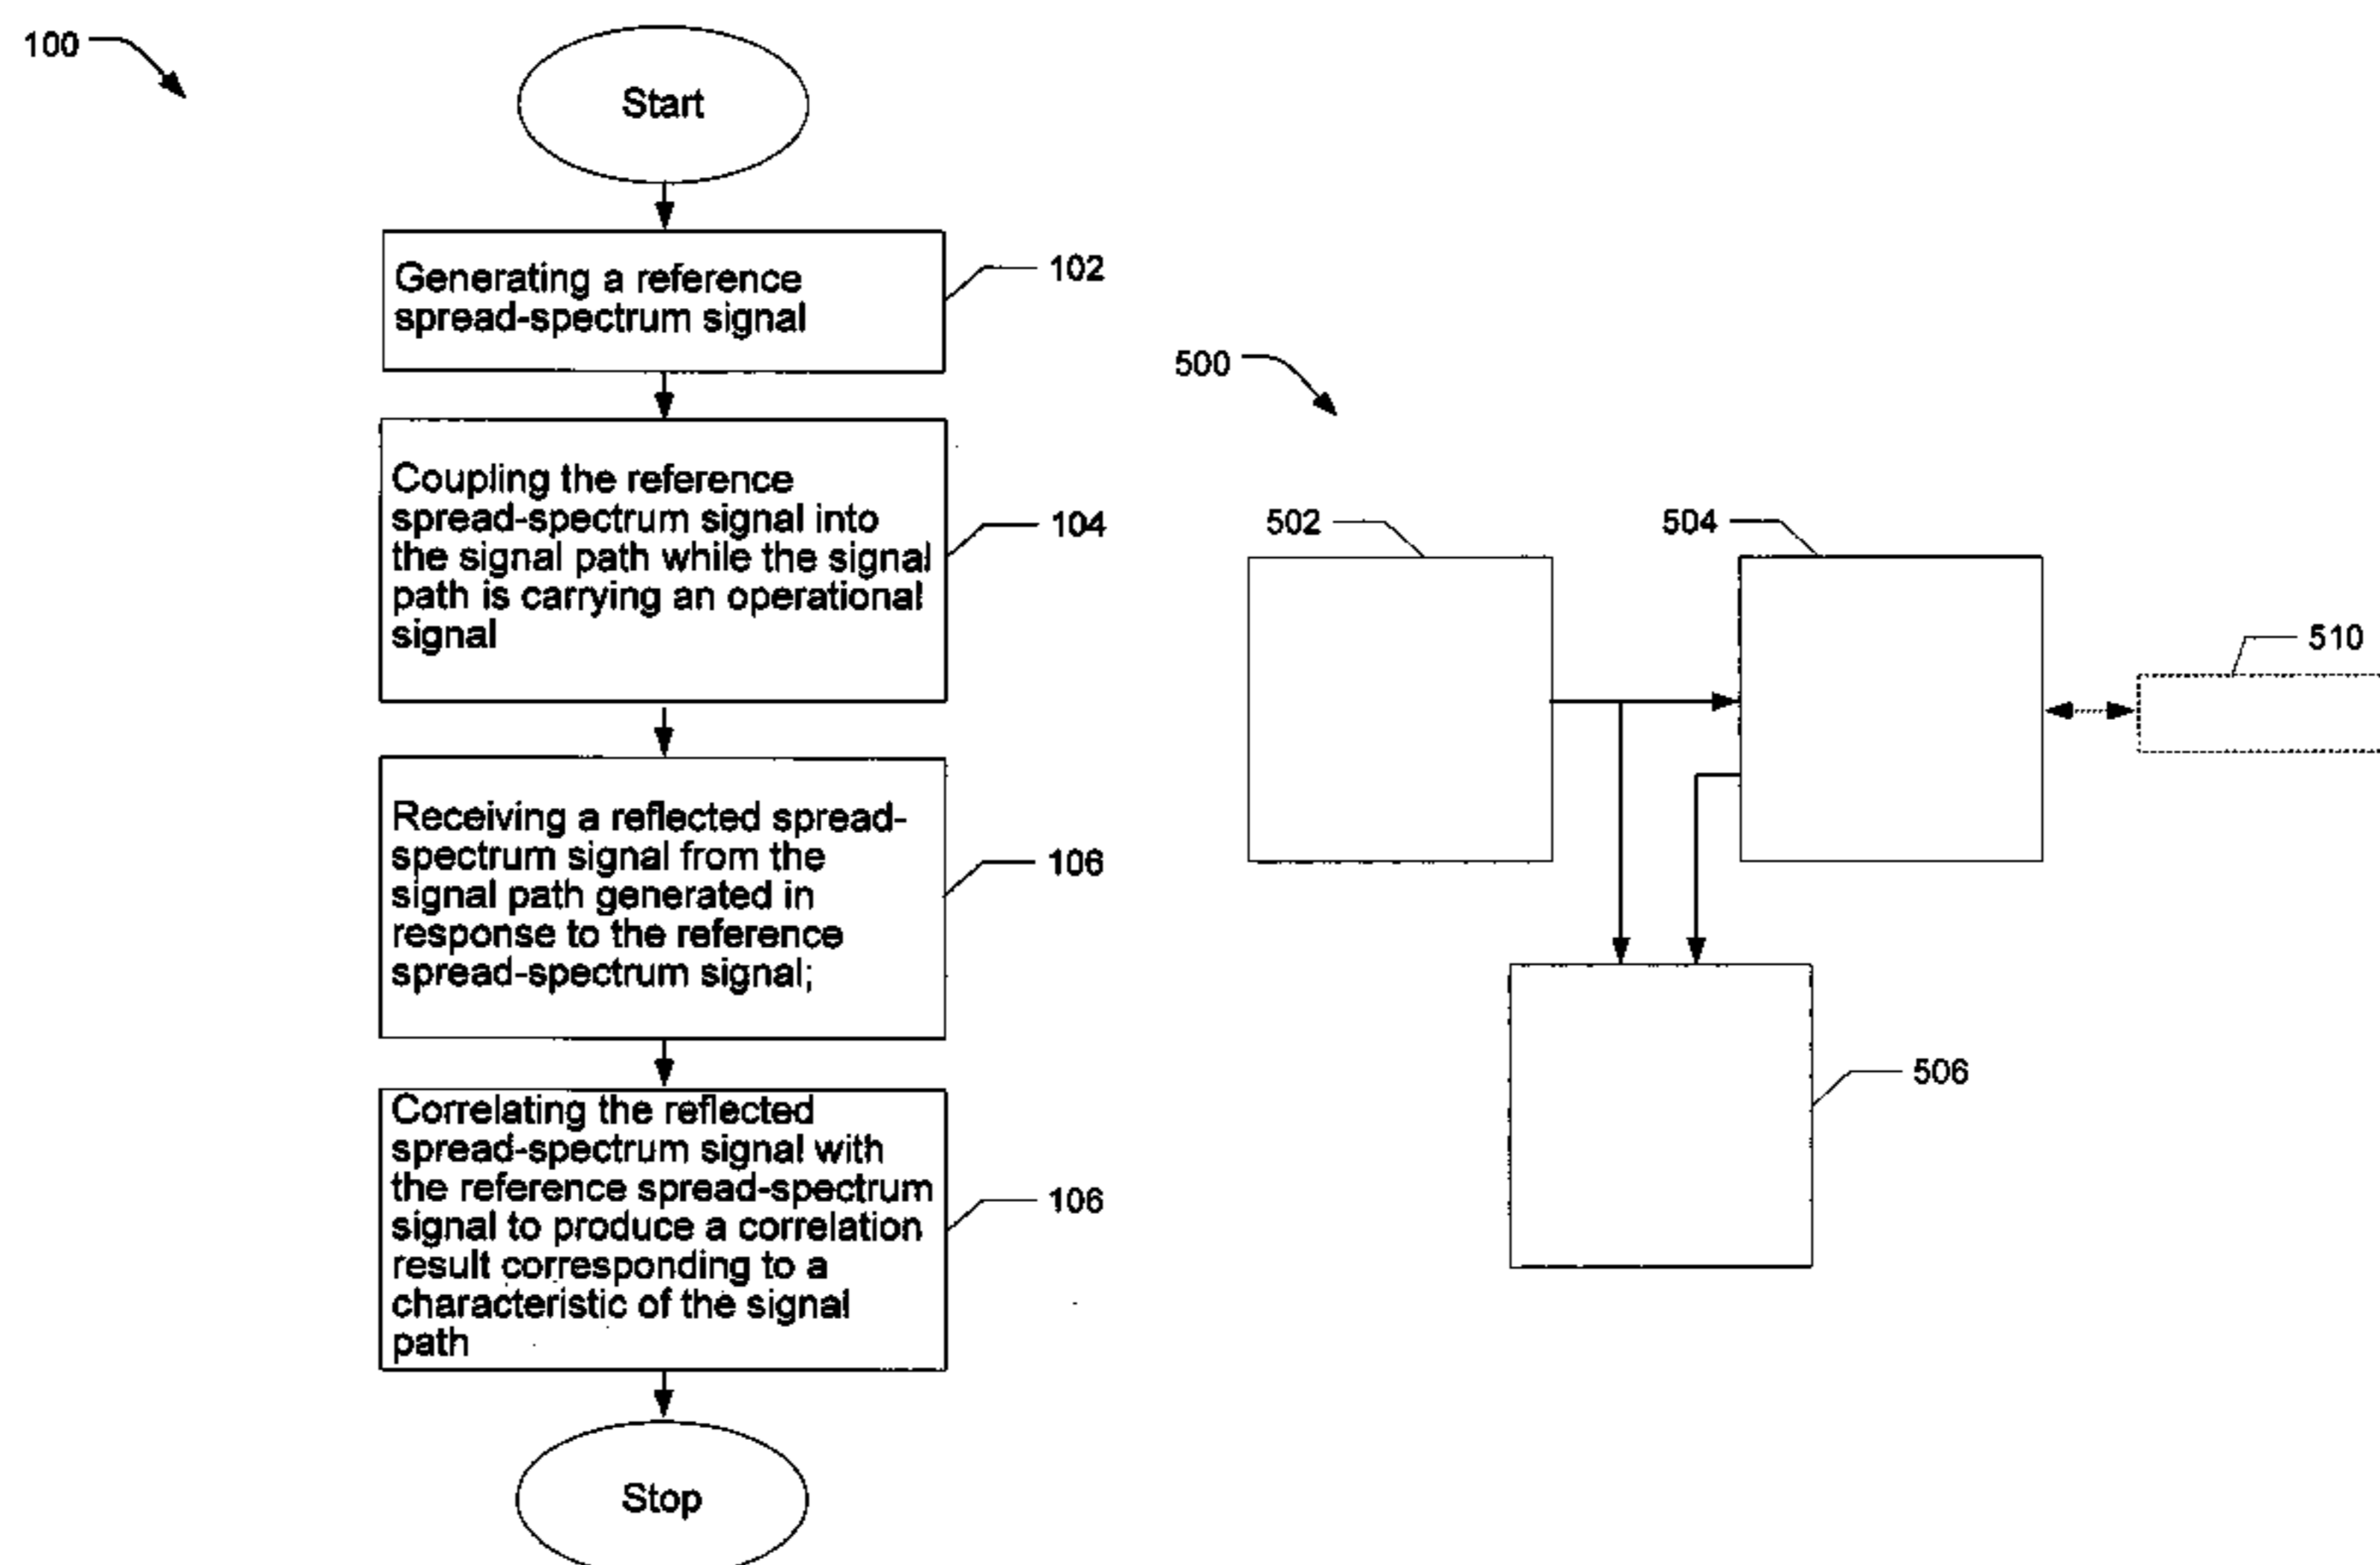 100
Start
Generating a reference
spread-spectrum signal
102
Coupling the reference
spread-spectrum signal into
the signal path while the signal
path is carrying an operational
signal
104
Receiving a reflected spread-
spectrum signal from the
signal path generated in
response to the reference
spread-spectrum signal;
106
Correlating the reflected
spread-spectrum signal with
the reference spread-spectrum
signal to produce a correlation
result corresponding to a
characteristic of the signal
path
106
Stop
500
502
504
510
506